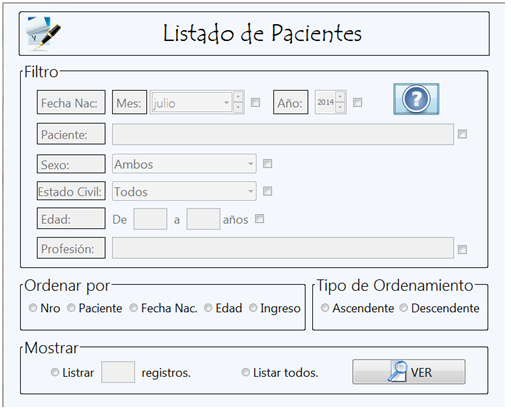 Listado de Pacientes
Filtro
Fecha Nac: Mes: julio Año: 2014
Paciente:
Sexo: Ambos
Estado Civil: Todos
Edad: De a años
Profesión:
Ordenar por
Nro Paciente Fecha Nac. Edad Ingreso
Tipo de Ordenamiento
Ascendente Descendente
Mostrar
Listrar registros. Listar todos. VER